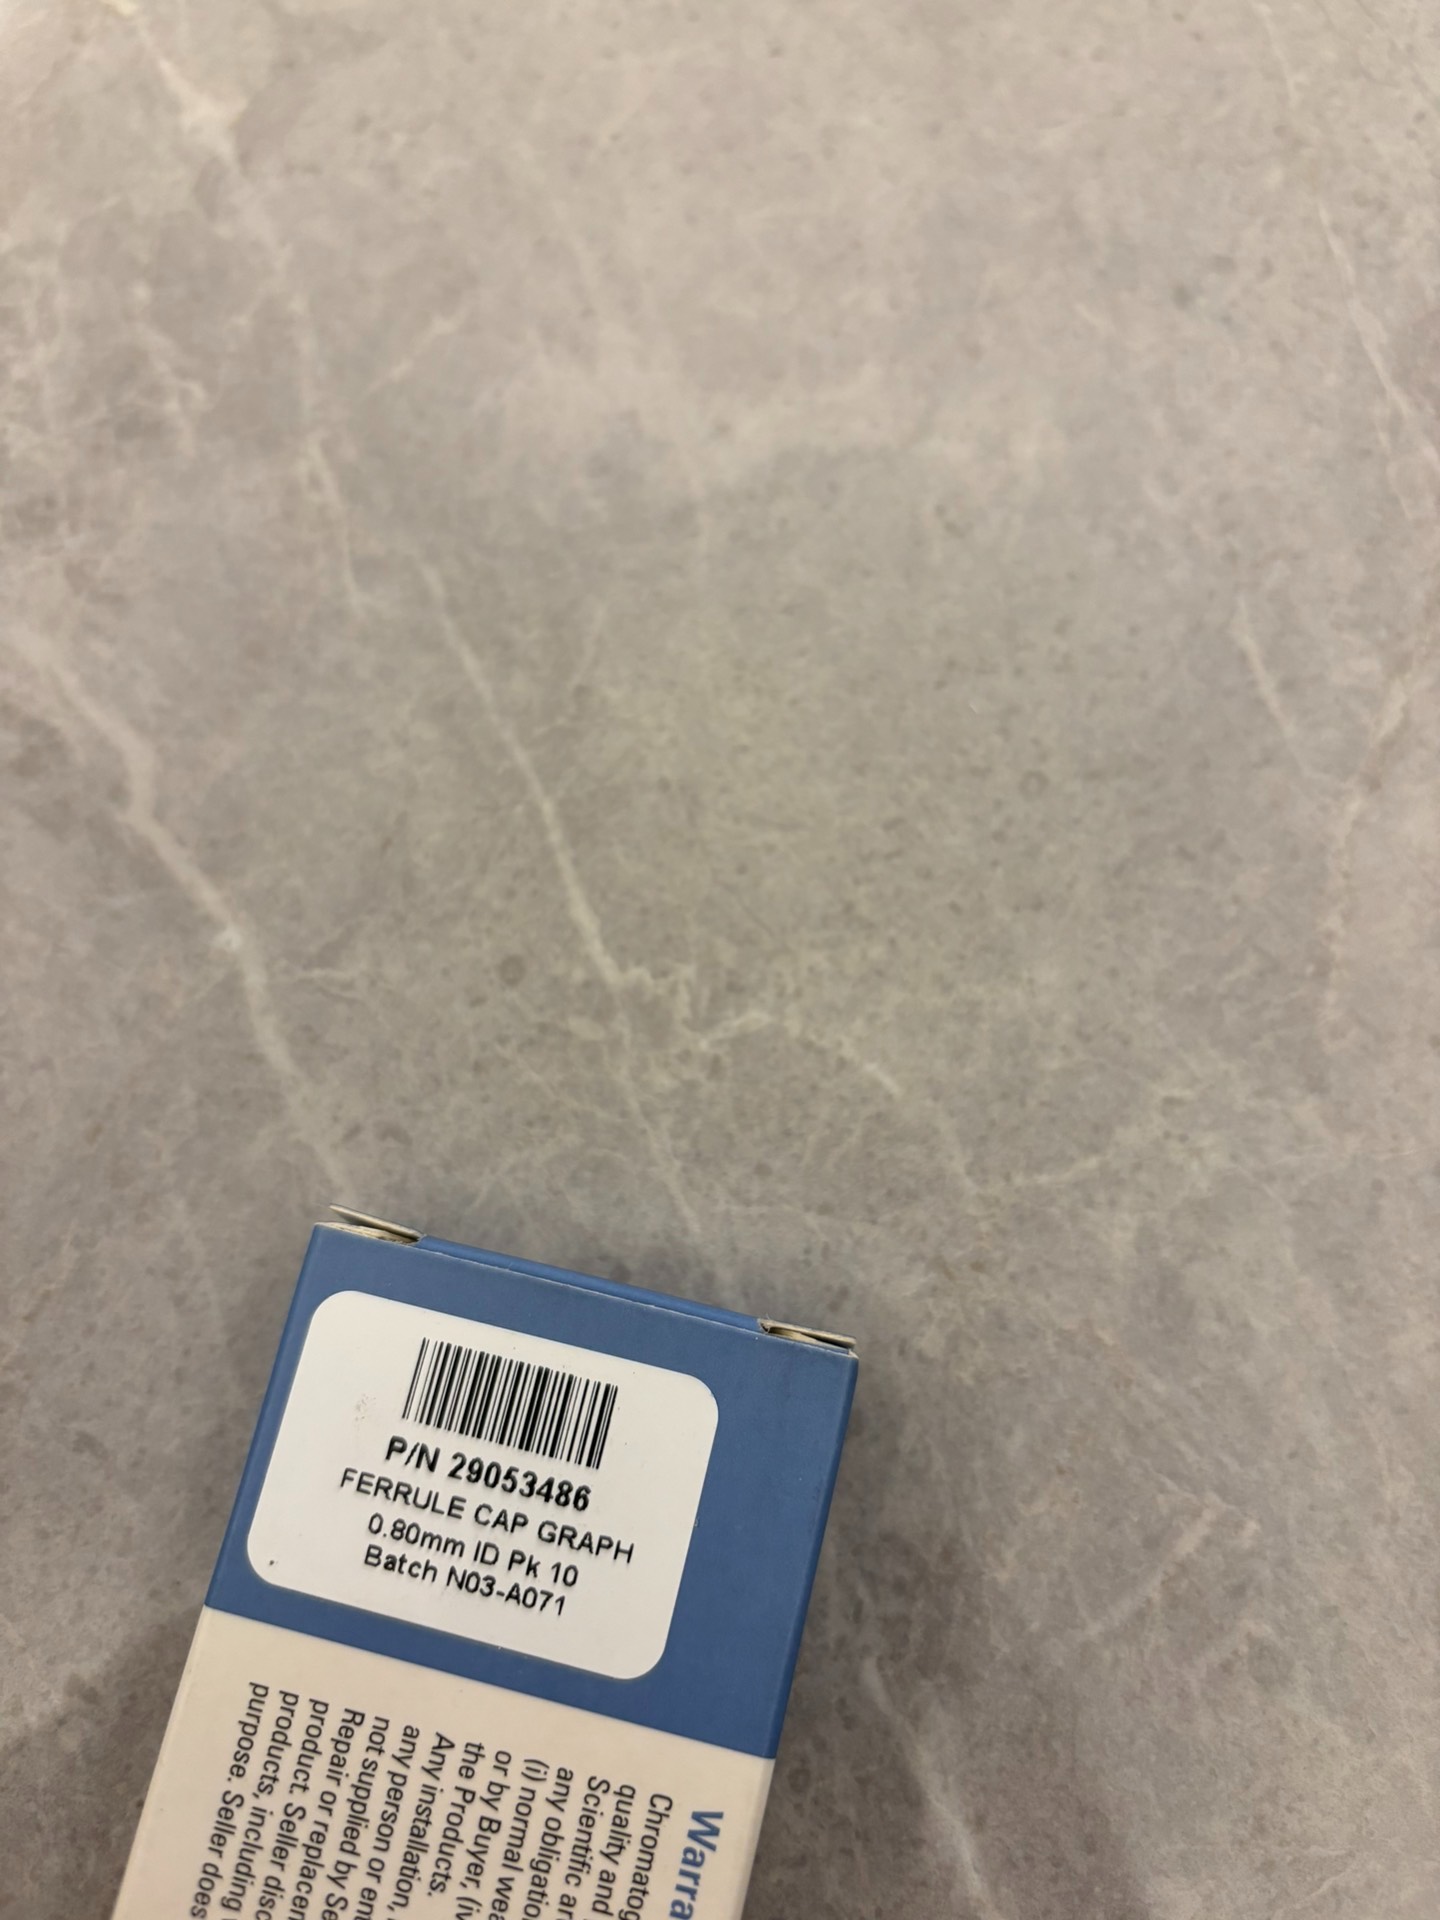 P/N 29053486
FERRULE CAP GRAPH
0.80mm ID Pk 10
Batch N03-A071
Warra
Chromatog
quality and
Scientific ar
any obligatio
(i) normal wea
or by Buyer, (iv
the Products.
Any installation,
any person or ent
not supplied by Se
Repair or replacem
product. Seller disc
products, including
purpose. Seller does